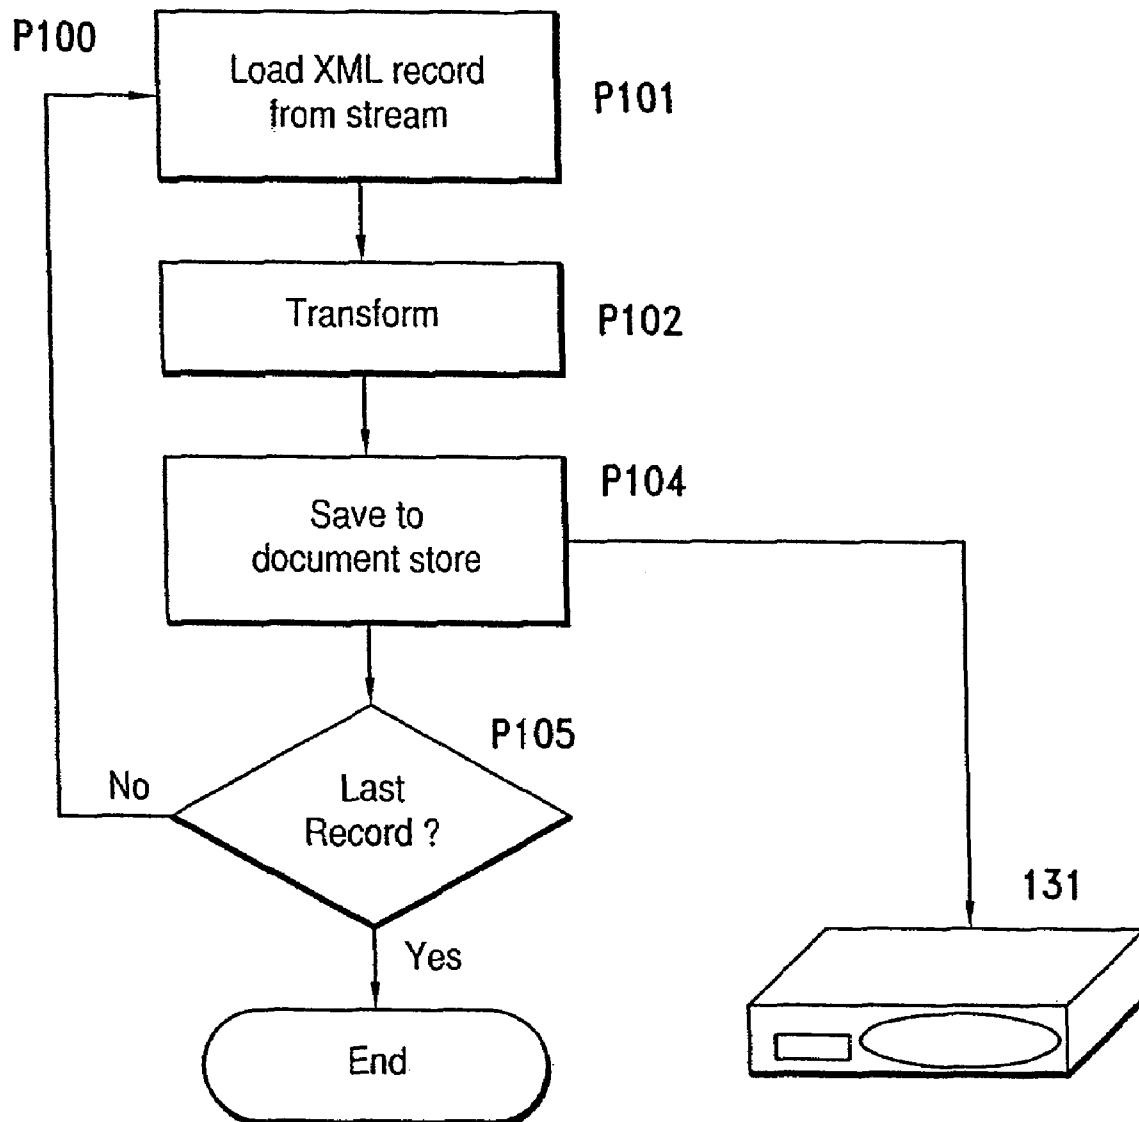 P100
Load XML record
from stream
P101
Transform
P102
Save to
document store
P104
Last
Record ?
P105
No
Yes
End
131